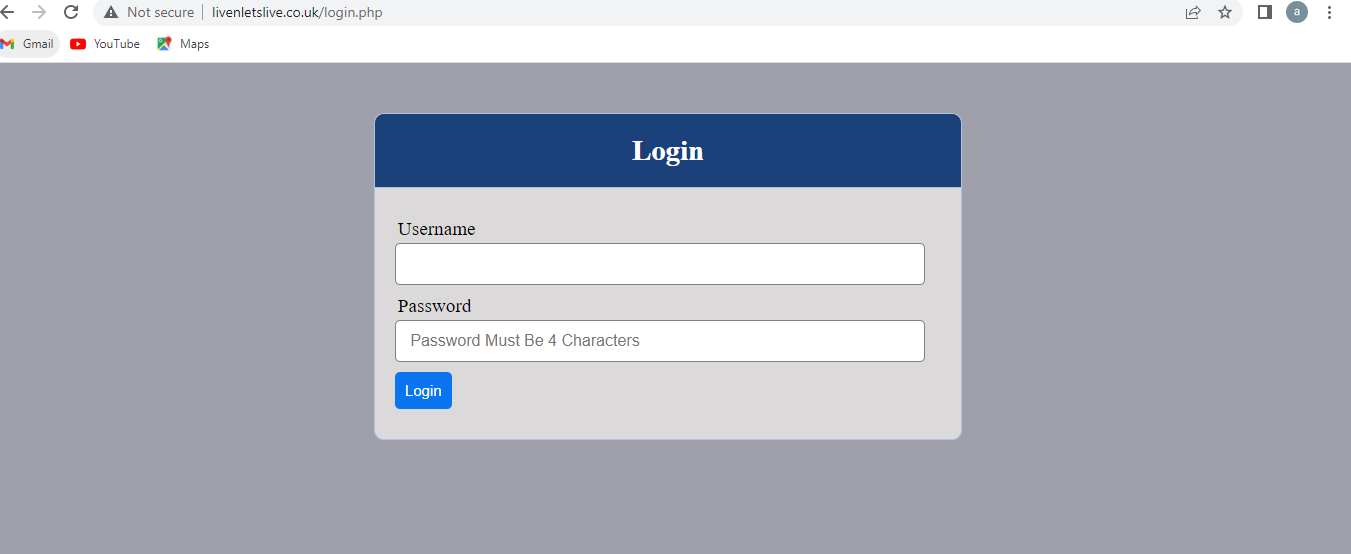 Not secure livenletslive.co.uk/login.php a
Gmail YouTube Maps
Login
Username
Password
Password Must Be 4 Characters
Login